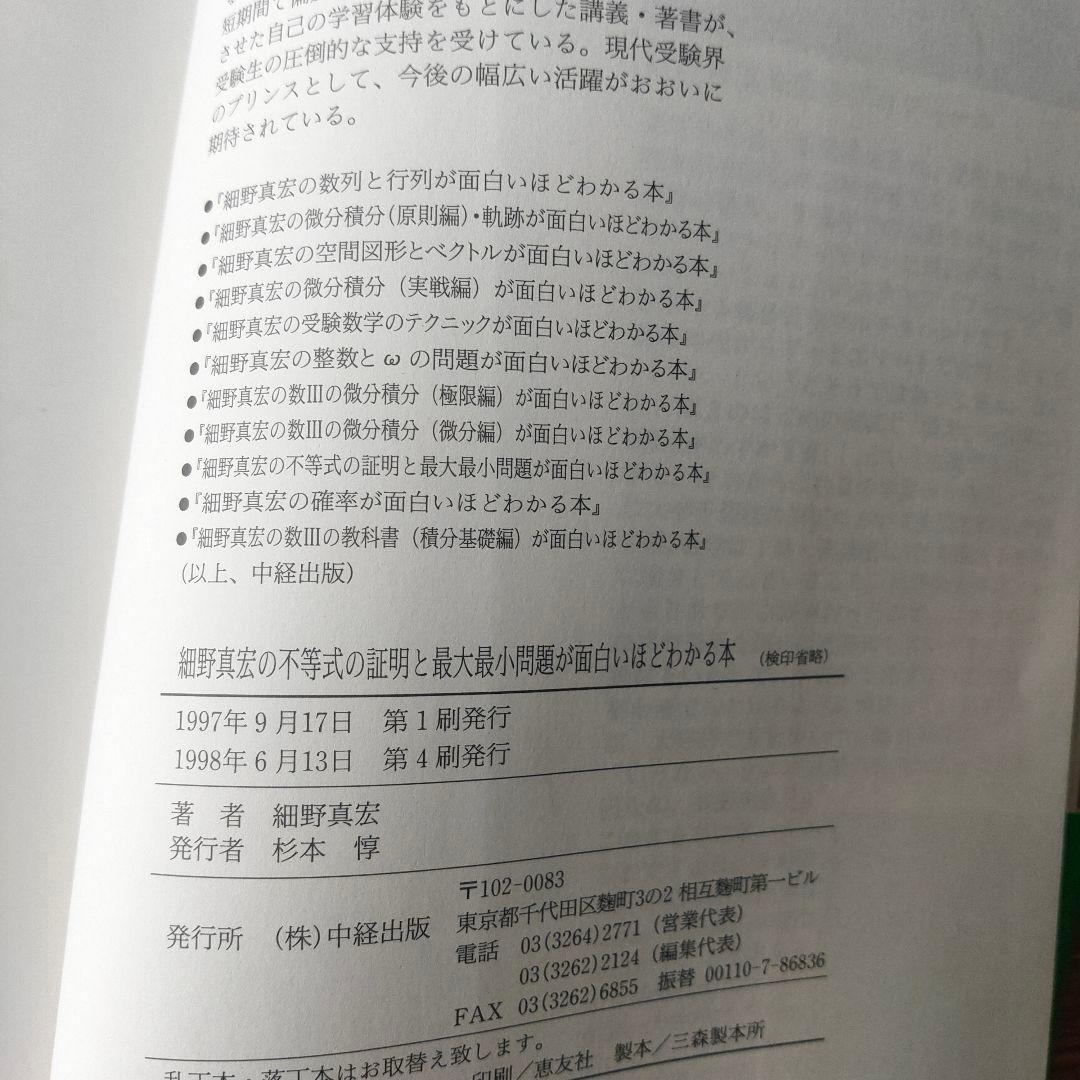 短期間で偏
させた自己の学習体験をもとにした講義・著書が、
受験生の圧倒的な支持を受けている。現代受験界
のプリンスとして、今後の幅広い活躍がおおいに
期待されている。
●『細野真宏の数列と行列が面白いほどわかる本』
●『細野真宏の微分積分(原則編)・軌跡が面白いほどわかる本』
●『細野真宏の空間図形とベクトルが面白いほどわかる本』
●『細野真宏の微分積分（実戦編）が面白いほどわかる本』
●『細野真宏の受験数学のテクニックが面白いほどわかる本』
●『細野真宏の整数とωの問題が面白いほどわかる本』
●『細野真宏の数Ⅲの微分積分（極限編）が面白いほどわかる本』
●『細野真宏の数Ⅲの微分積分（微分編）が面白いほどわかる本』
●『細野真宏の不等式の証明と最大最小問題が面白いほどわかる本』
●『細野真宏の確率が面白いほどわかる本』
●『細野真宏の数Ⅲの教科書（積分基礎編）が面白いほどわかる本』
(以上、中経出版)
細野真宏の不等式の証明と最大最小問題が面白いほどわかる本 (検印省略)
1997年9月17日 第1刷発行
1998年6月13日 第4刷発行
著者 細野真宏
発行者 杉本 惇
〒102-0083
東京都千代田区麹町3の2 相互麹町第一ビル
発行所 (株)中経出版
電話 03(3264)2771 (営業代表)
03(3262)2124 (編集代表)
FAX 03(3262)6855 振替 00110-7-86836
乱丁本・落丁本はお取替え致します。
印刷／恵友社 製本／三森製本所